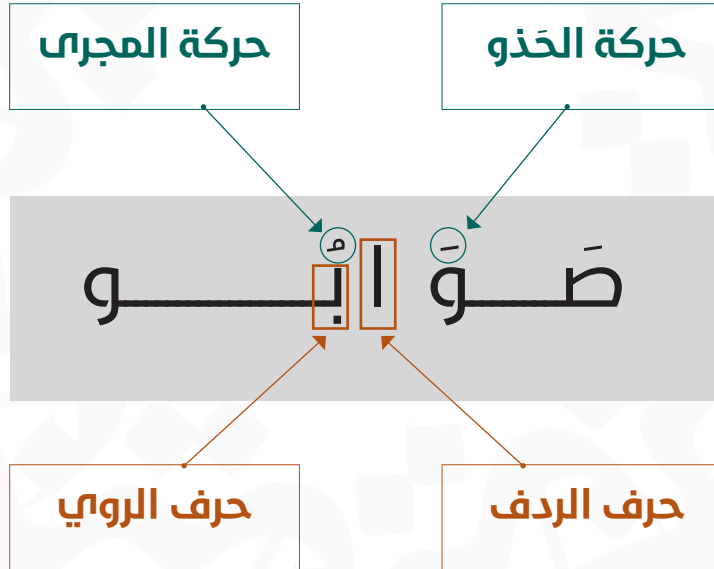 حركة الحَذو
حركة المجرى
صَوَابُو
حرف الردف
حرف الروي